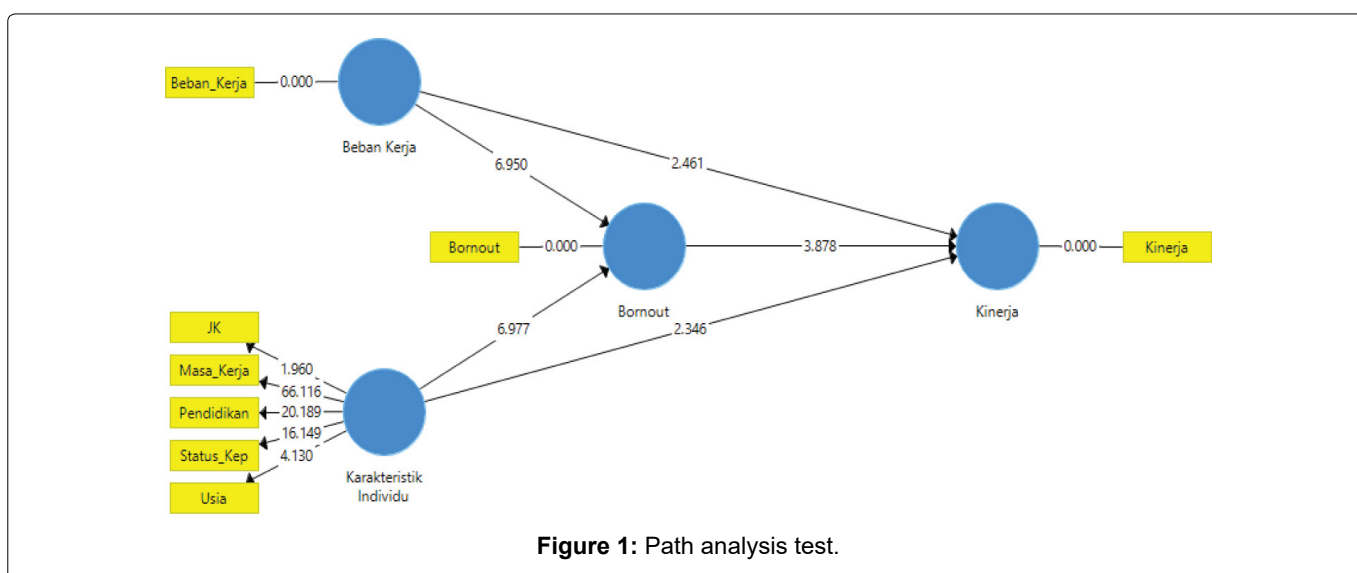 Beban_Kerja
0.000
Beban Kerja
6.950
2.461
Bornout
0.000
Bornout
3.878
Kinerja
0.000
Kinerja
6.977
2.346
JK
Masa_Kerja
Pendidikan
Status_Kep
Usia
1.960
66.116
20.189
16.149
4.130
Karakteristik
Individu
Figure 1: Path analysis test.